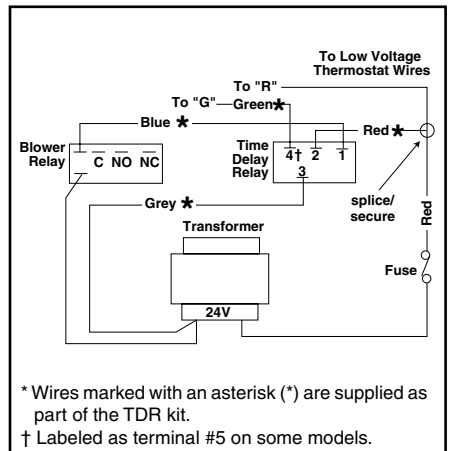 To Low Voltage
Thermostat Wires
To "R"
To "G" Green*
Blue *
Red *
Blower
Relay
C NO NC
Time
Delay
Relay
4† 2 1
3
splice/
secure
Grey *
Red
Transformer
Fuse
24V
* Wires marked with an asterisk (*) are supplied as
part of the TDR kit.
† Labeled as terminal #5 on some models.